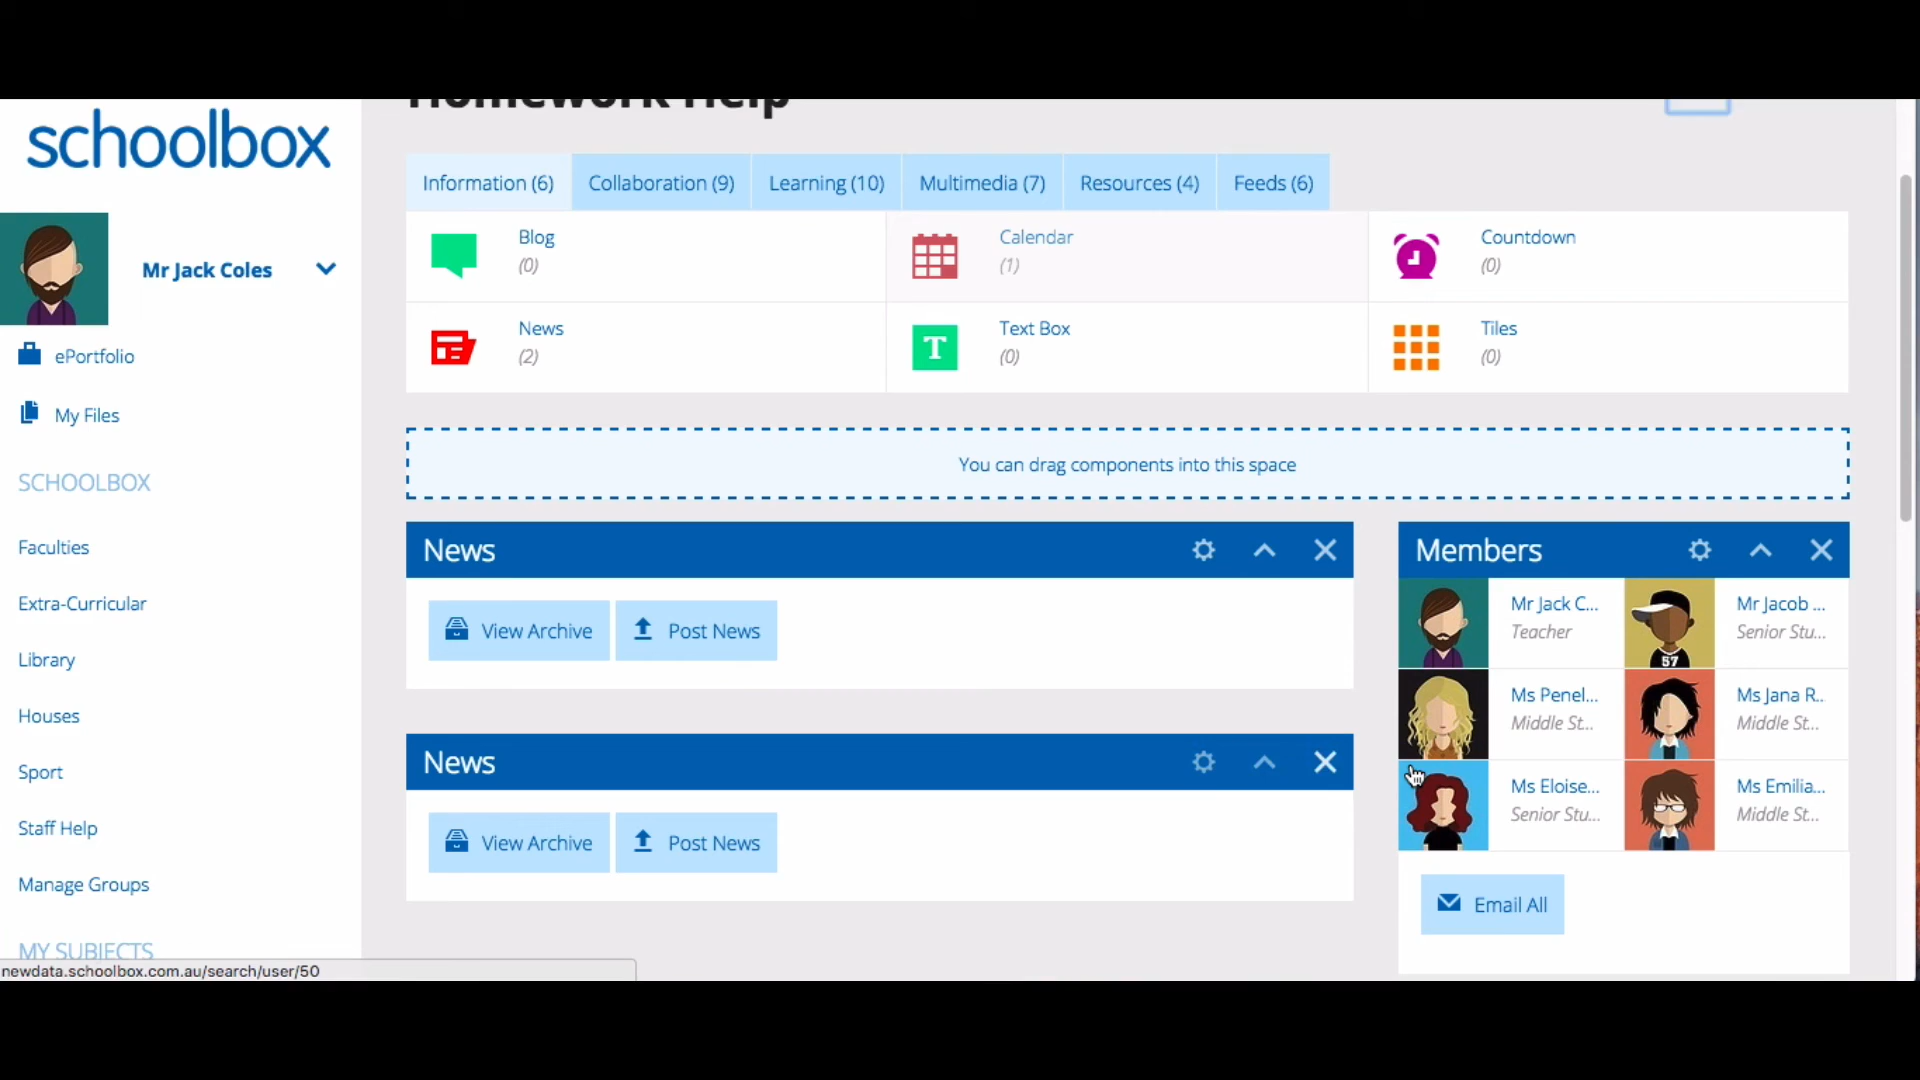 Homework Help
schoolbox
Mr Jack Coles
ePortfolio
My Files
SCHOOLBOX
Faculties
Extra-Curricular
Library
Houses
Sport
Staff Help
Manage Groups
MY SUBJECTS
newdata.schoolbox.com.au/search/user/50
Information (6)
Collaboration (9)
Learning (10)
Multimedia (7)
Resources (4)
Feeds (6)
Blog
(0)
Calendar
(1)
Countdown
(0)
News
(2)
T
Text Box
(0)
Tiles
(0)
You can drag components into this space
News
View Archive
Post News
News
View Archive
Post News
Members
Mr Jack C...
Teacher
57
Mr Jacob ...
Senior Stu...
Ms Penel...
Middle St...
Ms Jana R...
Middle St...
Ms Eloise...
Senior Stu...
Ms Emilia...
Middle St...
Email All